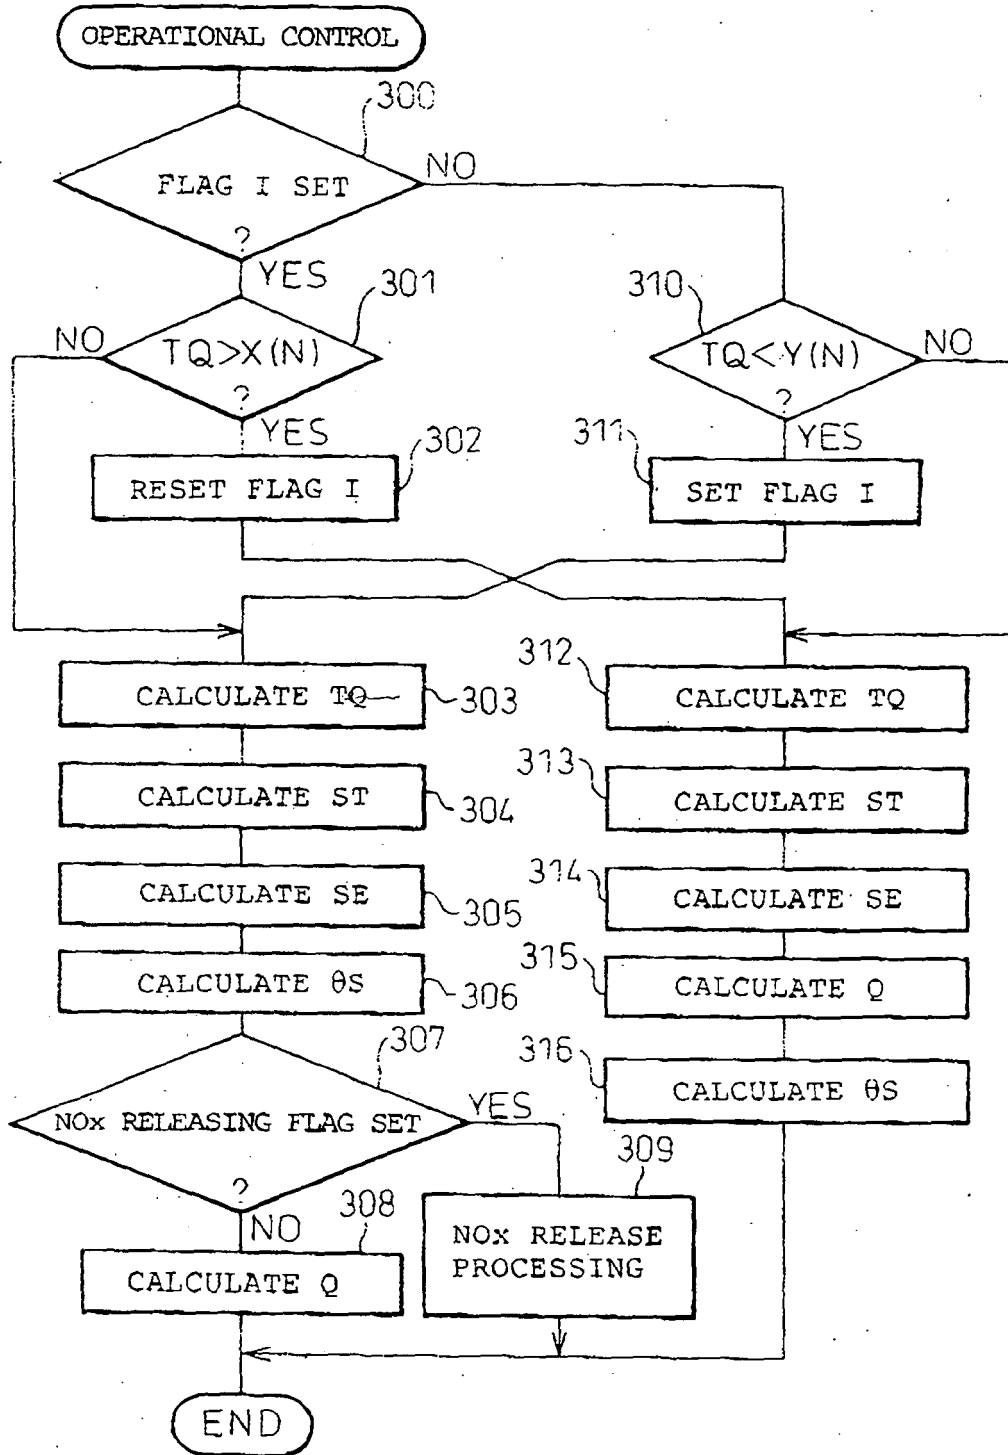 OPERATIONAL CONTROL
300
FLAG I SET
?
NO
YES
301
310
NO
TQ>X(N)
?
TQ<Y(N)
?
NO
YES
302
311
YES
RESET FLAG I
SET FLAG I
312
CALCULATE TQ
303
CALCULATE TQ
313
CALCULATE ST
304
CALCULATE ST
314
CALCULATE SE
305
CALCULATE SE
315
CALCULATE θS
306
CALCULATE Q
307
316
CALCULATE θS
NOx RELEASING FLAG SET
?
YES
309
NO
308
NOx RELEASE
PROCESSING
CALCULATE Q
END